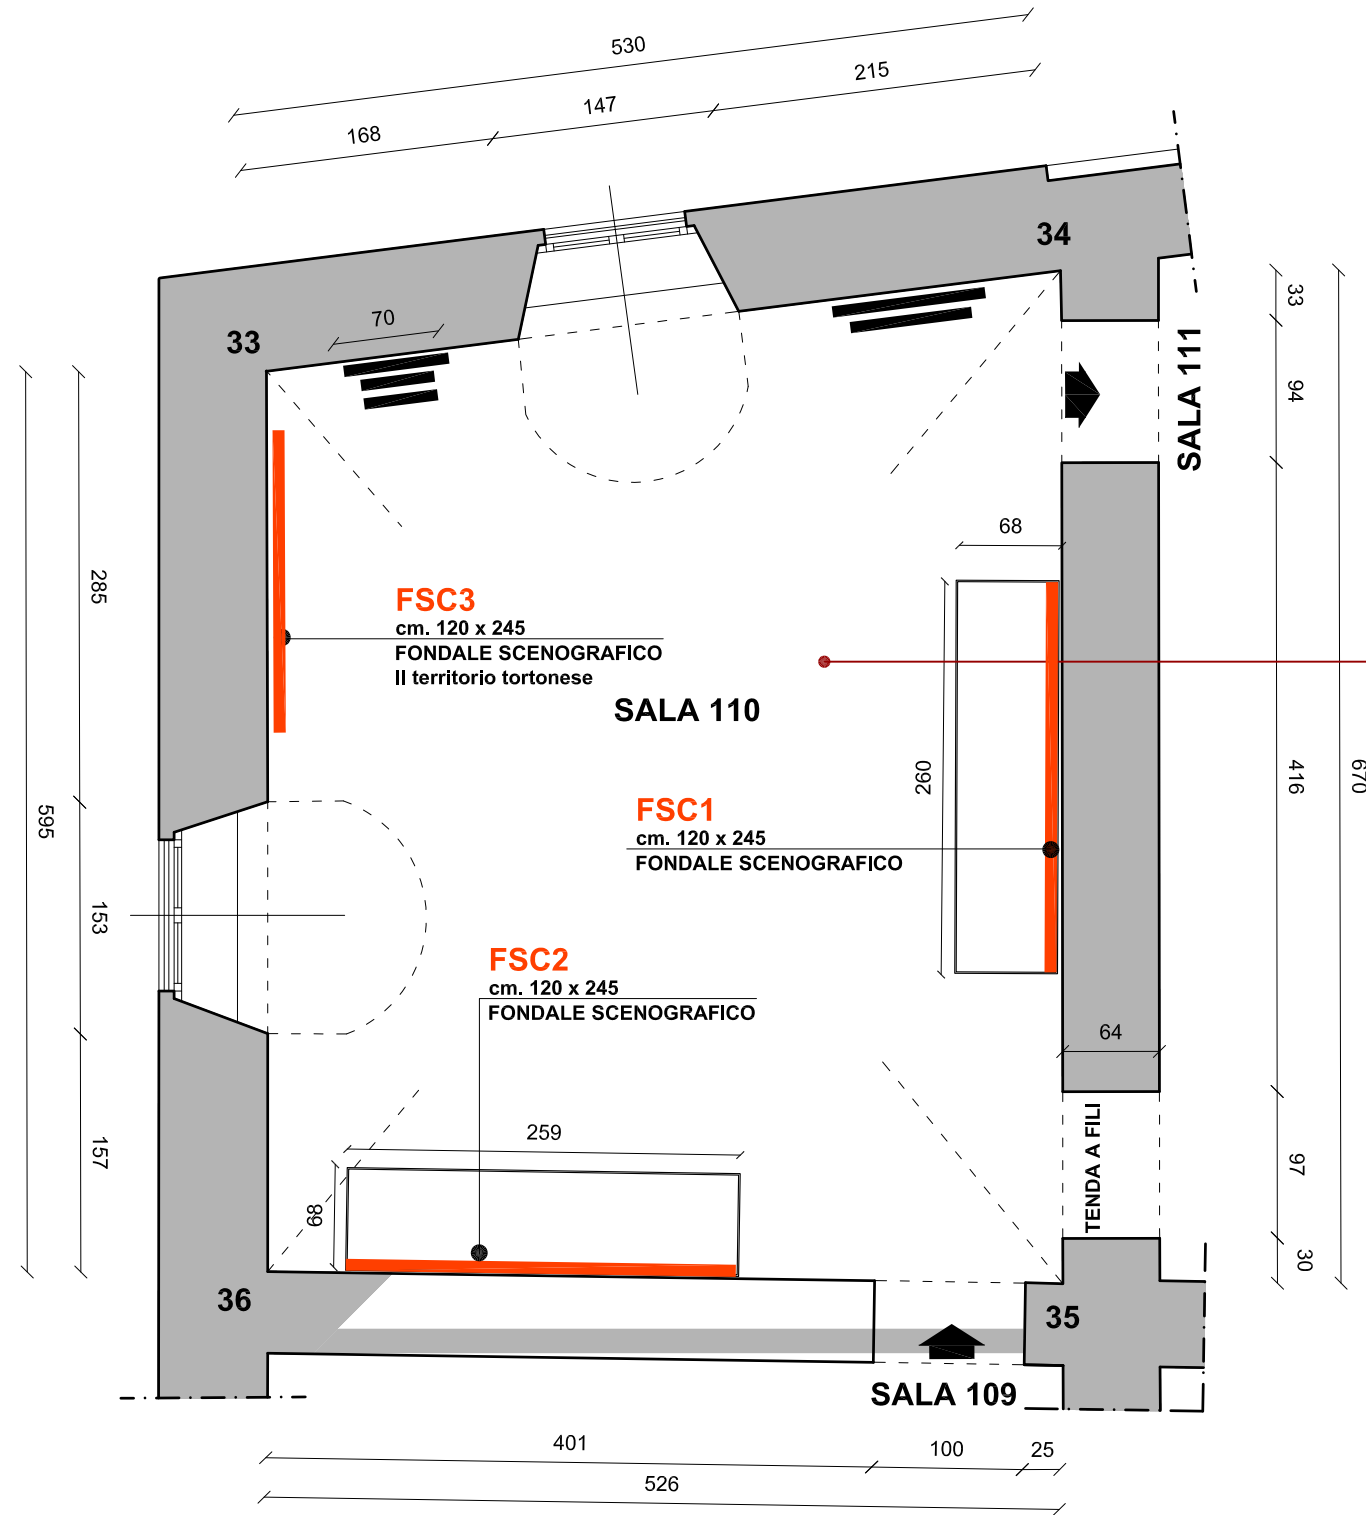 530
215
147
168
34
33
70
33
94
SALA 111
68
FSC3
cm. 120 x 245
FONDALE SCENOGRAFICO
Il territorio tortonese
SALA 110
285
260
416
670
595
FSC1
cm. 120 x 245
FONDALE SCENOGRAFICO
153
FSC2
cm. 120 x 245
FONDALE SCENOGRAFICO
64
TENDA A FILI
259
157
97
68
30
36
35
SALA 109
401
100
25
526